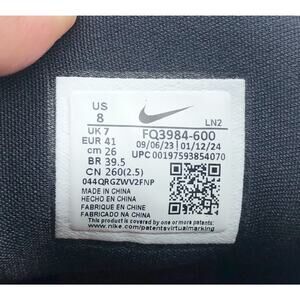 US
8
LN2
UK 7
EUR 41
cm 26
BR 39.5
CN 260(2.5)
FQ3984-600
09/06/23 01/12/24
UPC 00197593854070
044QRGZWV2FNP
MADE IN CHINA
HECHO EN CHINA
FABRIQUÉ EN CHINE
FABRICADO NA CHINA
This product is covered by one or more patents.
www.nike.com/patentsvirtualmarking